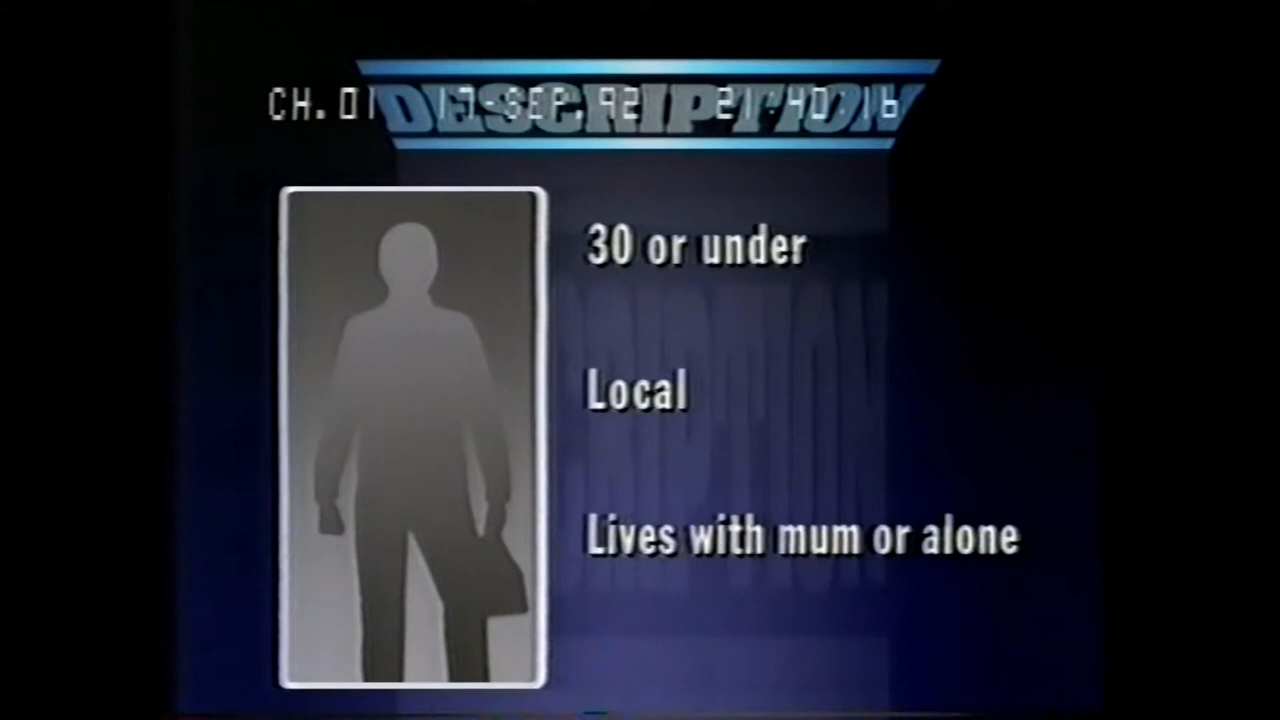 DESCRIPTION
CH.01 17-SEP.92 21:40:16
30 or under
Local
Lives with mum or alone